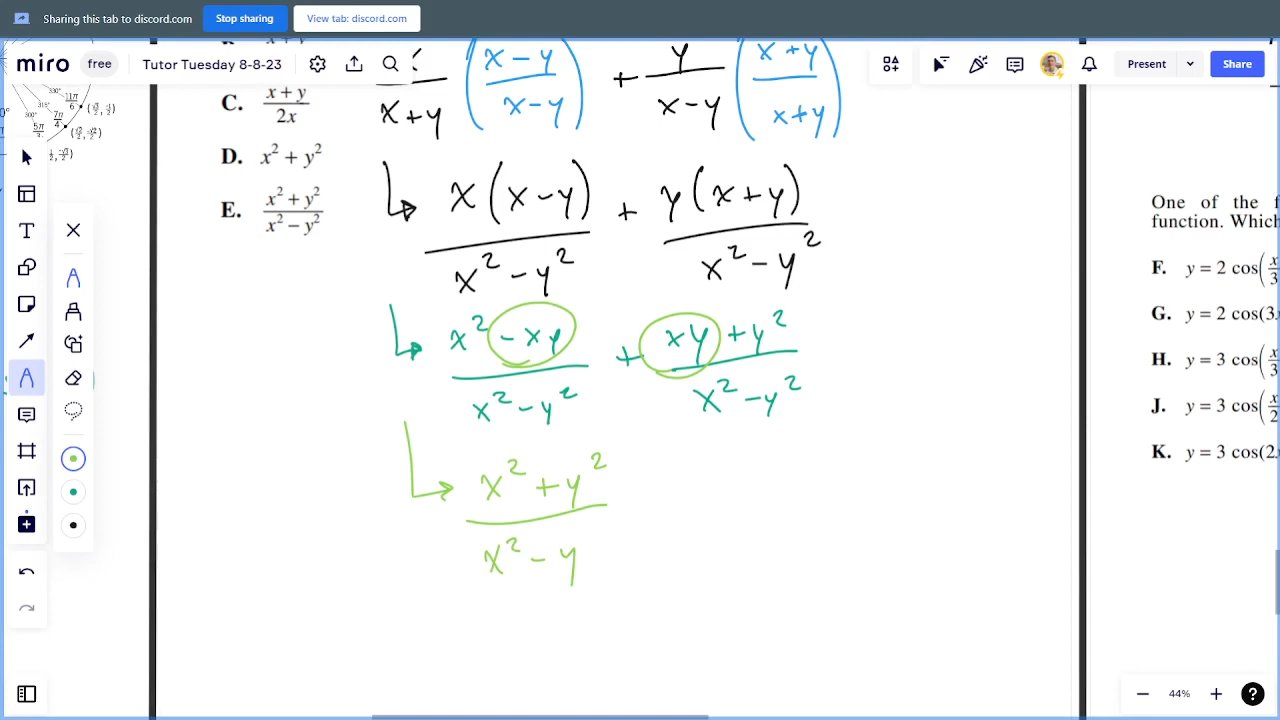 Sharing this tab to discord.com Stop sharing View tab: discord.com
miro free Tutor Tuesday 8-8-23 Present Share
x + y ( x - y / x - y ) + y / x - y ( x + y / x + y )
C. x + y / 2x
D. x² + y²
E. x² + y² / x² - y²
x ( x - y ) / x² - y² + y ( x + y ) / x² - y²
x² - xy / x² - y² + xy + y² / x² - y²
x² + y² / x² - y
One of the f
function. Which
F. y = 2 cos( x/3
G. y = 2 cos(3
H. y = 3 cos( x/3
J. y = 3 cos( x/2
K. y = 3 cos(2
44%